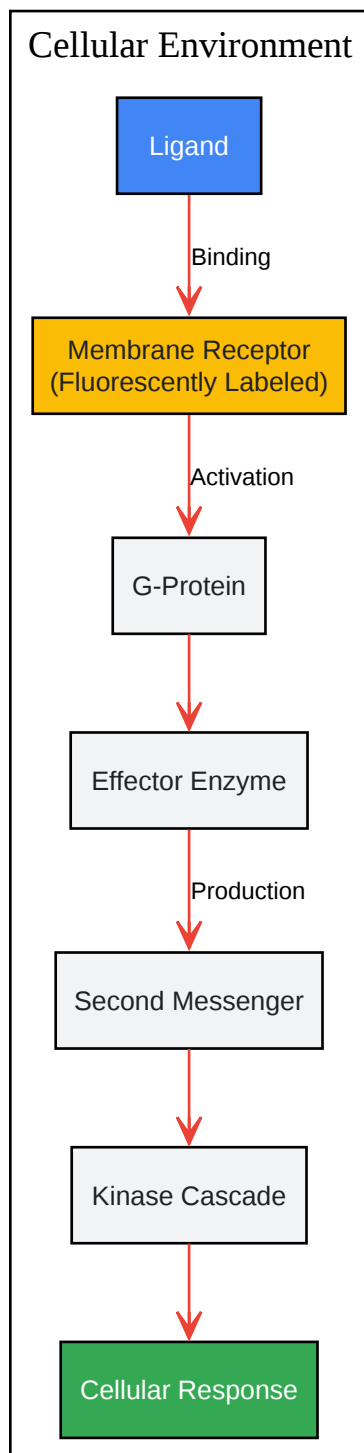 Cellular Environment
Ligand
Binding
Membrane Receptor
(Fluorescently Labeled)
Activation
G-Protein
Effector Enzyme
Production
Second Messenger
Kinase Cascade
Cellular Response